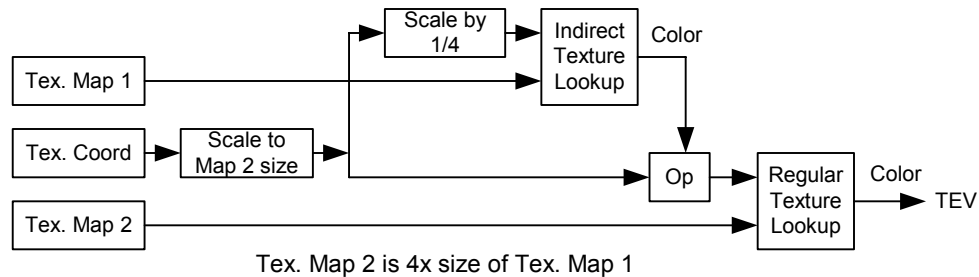 Scale by
1/4
Indirect
Texture
Lookup
Color
Tex. Map 1
Tex. Coord
Scale to
Map 2 size
Op
Regular
Texture
Lookup
Color
TEV
Tex. Map 2
Tex. Map 2 is 4x size of Tex. Map 1